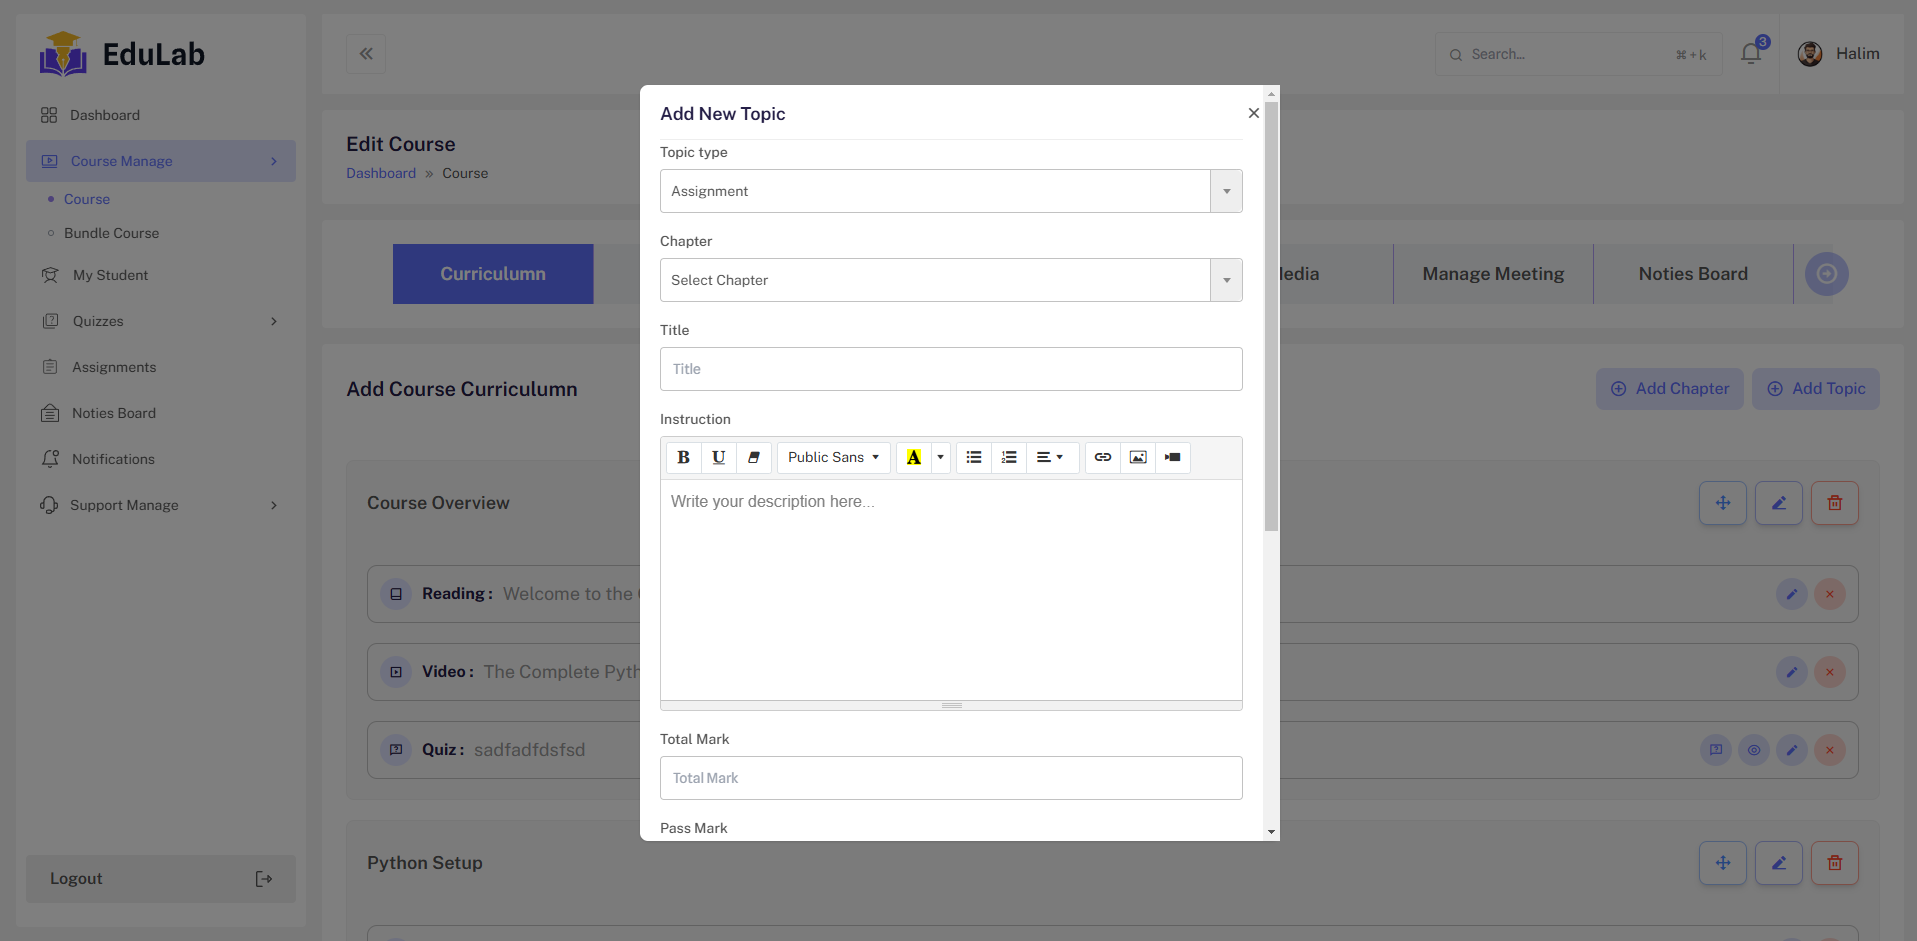 EduLab
Dashboard
Course Manage
Course
Bundle Course
My Student
Quizzes
Assignments
Noties Board
Notifications
Support Manage
Logout
Search...
⌘+k
3
Halim
Edit Course
Dashboard » Course
Curriculumn
Manage Meeting
Noties Board
Add Course Curriculumn
Add Chapter
Add Topic
Course Overview
Reading : Welcome to the
Video : The Complete Pyth
Quiz : sadfadfdsfsd
Python Setup
Add New Topic
Topic type
Assignment
Chapter
Select Chapter
Title
Title
Instruction
B U Public Sans A
Write your description here...
Total Mark
Total Mark
Pass Mark